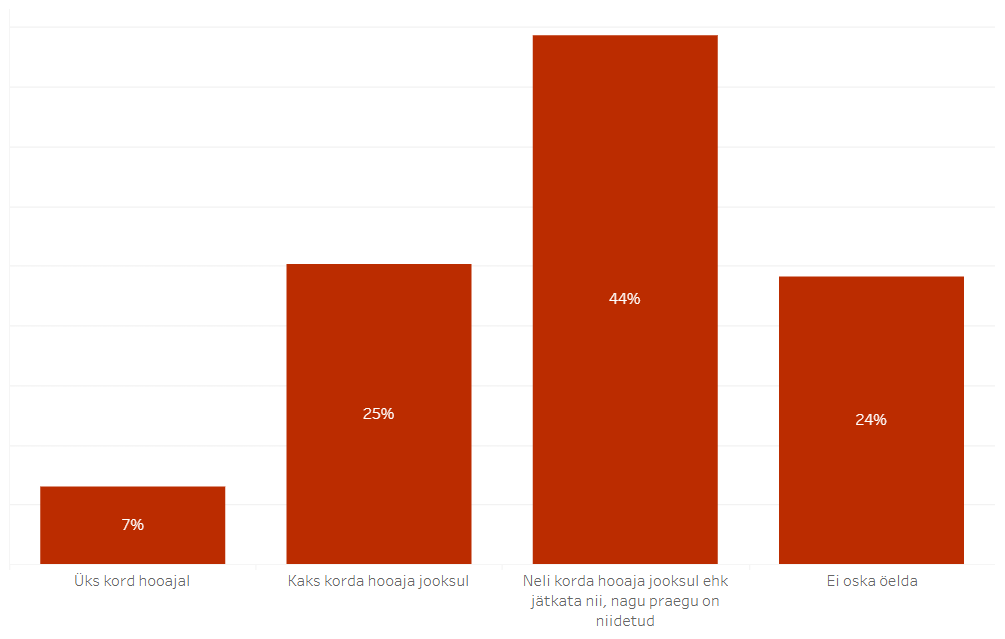 44%
25%
24%
7%
Üks kord hooajal
Kaks korda hooaja jooksul
Neli korda hooaja jooksul ehk
jätkata nii, nagu praegu on
niidetud
Ei oska öelda